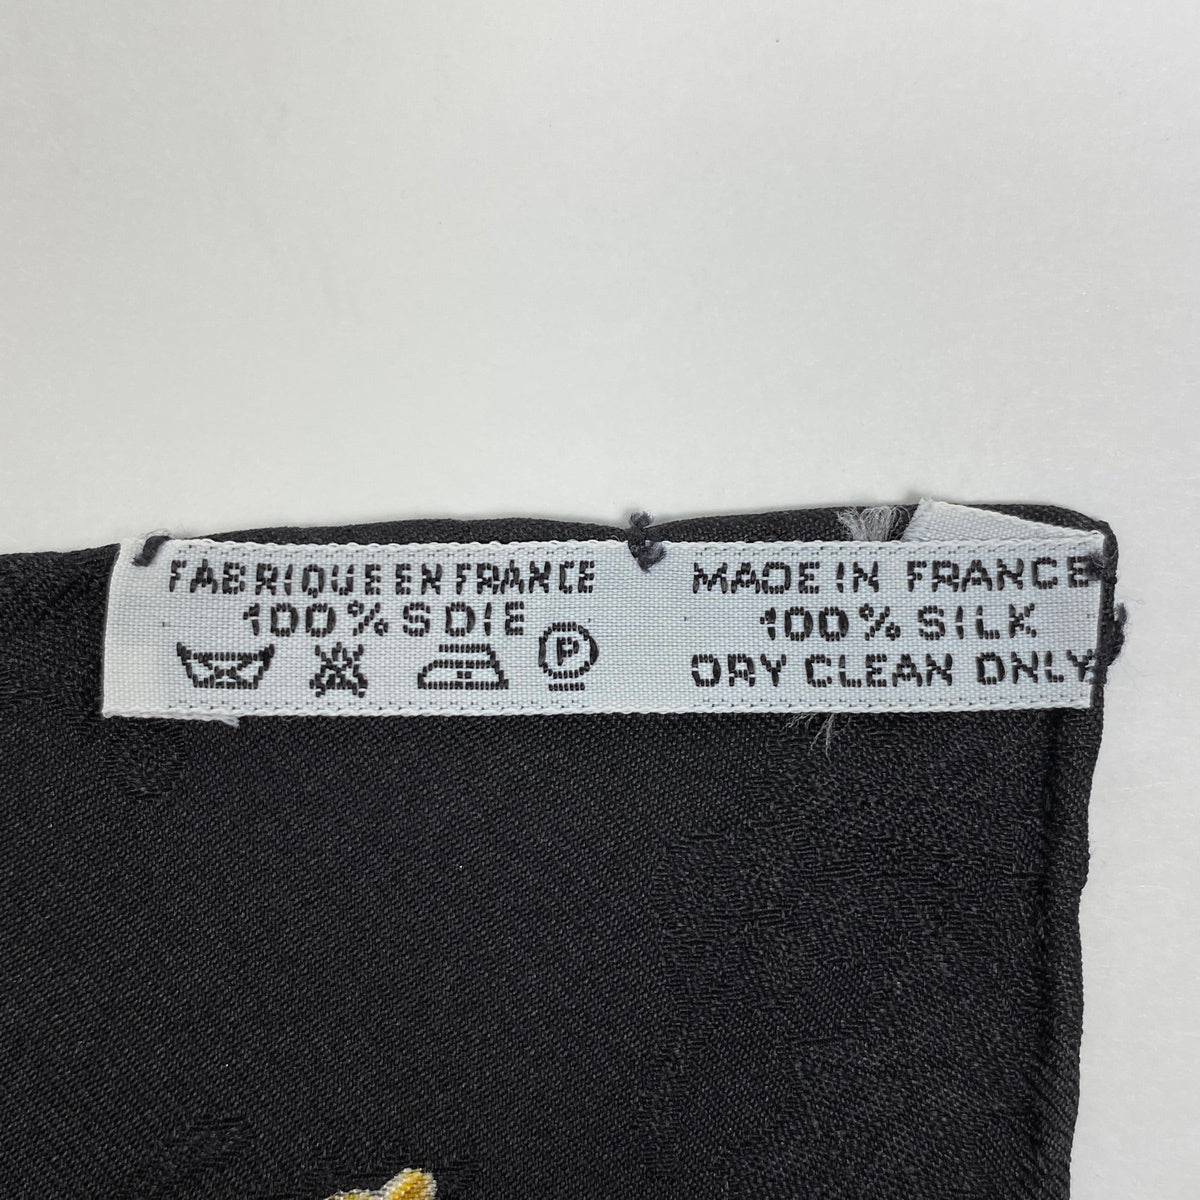 FABRIQUE EN FRANCE
100% SOIE
P
MADE IN FRANCE
100% SILK
DRY CLEAN ONLY